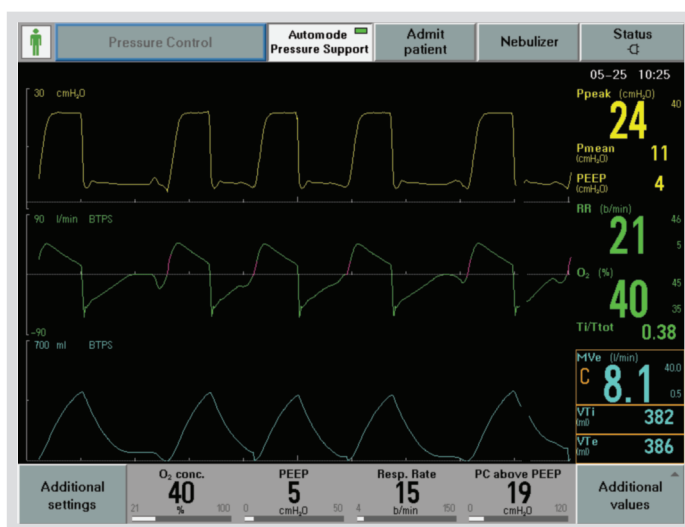 Pressure Control
Automode
Pressure Support
Admit
patient
Nebulizer
Status
05-25 10:25
30 cmH₂O
Ppeak (cmH₂O)
40
24
Pmean
(cmH₂O)
11
PEEP
(cmH₂O)
4
90 l/min BTPS
RR (b/min)
46
21
5
O₂ (%)
45
40
35
-90
Ti/Ttot
0.38
700 ml BTPS
MVe (l/min)
C
8.1
40.0
0.5
VTi
(ml)
382
VTe
(ml)
386
Additional
settings
O₂ conc.
40
21 % 100
PEEP
5
0 cmH₂O 50
Resp. Rate
15
4 b/min 150
PC above PEEP
19
0 cmH₂O 120
Additional
values